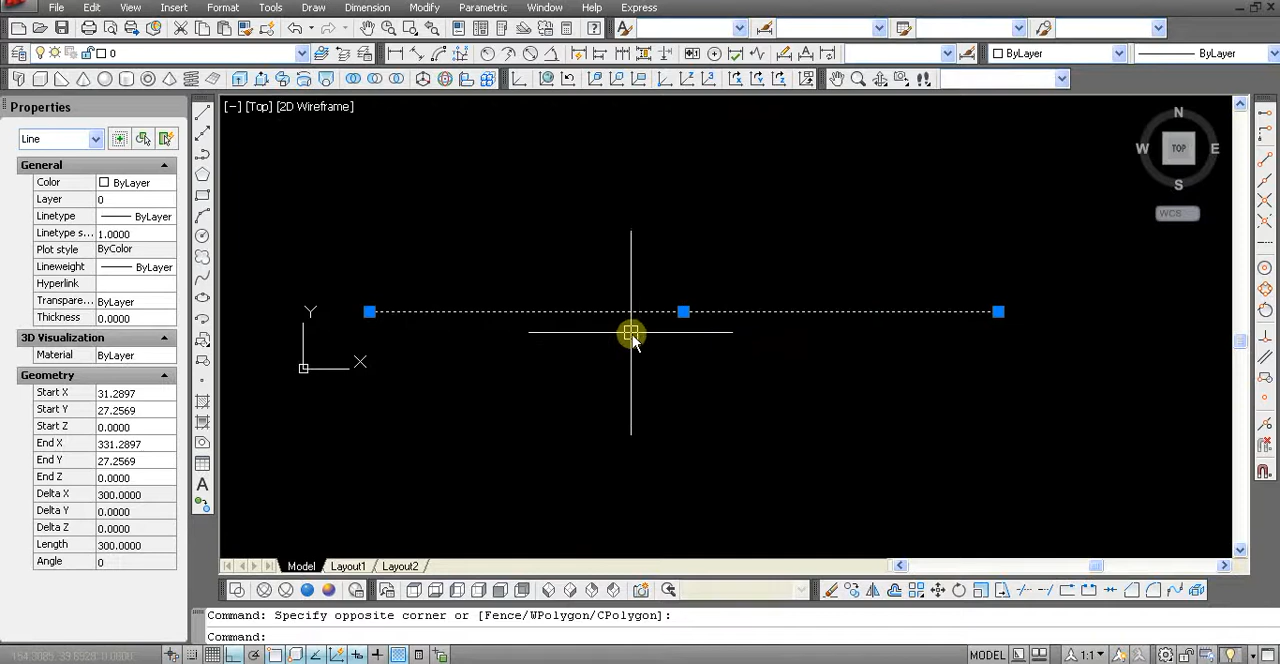 File Edit View Insert Format Tools Draw Dimension Modify Parametric Window Help Express
0 ByLayer ByLayer
Properties
[−] [Top] [2D Wireframe]
Line
General
Color ByLayer
Layer 0
Linetype ByLayer
Linetype s... 1.0000
Plot style ByColor
Lineweight ByLayer
Hyperlink
Transpare... ByLayer
Thickness 0.0000
3D Visualization
Material ByLayer
Geometry
Start X 31.2897
Start Y 27.2569
Start Z 0.0000
End X 331.2897
End Y 27.2569
End Z 0.0000
Delta X 300.0000
Delta Y 0.0000
Delta Z 0.0000
Length 300.0000
Angle 0
Y
X
N
W TOP E
S
WCS
A
Model Layout1 Layout2
Command: Specify opposite corner or [Fence/WPolygon/CPolygon]:
Command:
MODEL 1:1